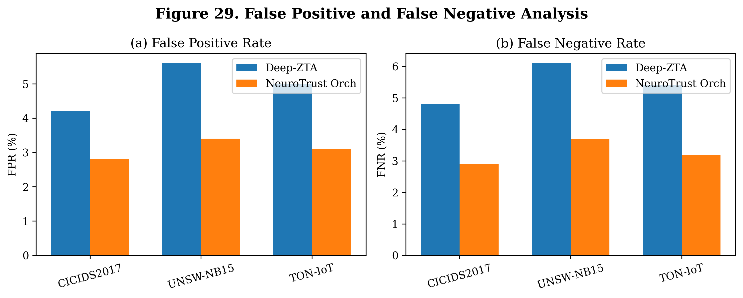 Figure 29. False Positive and False Negative Analysis
(a) False Positive Rate
FPR (%)
5
4
3
2
1
0
Deep-ZTA
NeuroTrust Orch
CICIDS2017
UNSW-NB15
TON-IoT
(b) False Negative Rate
FNR (%)
6
5
4
3
2
1
0
Deep-ZTA
NeuroTrust Orch
CICIDS2017
UNSW-NB15
TON-IoT